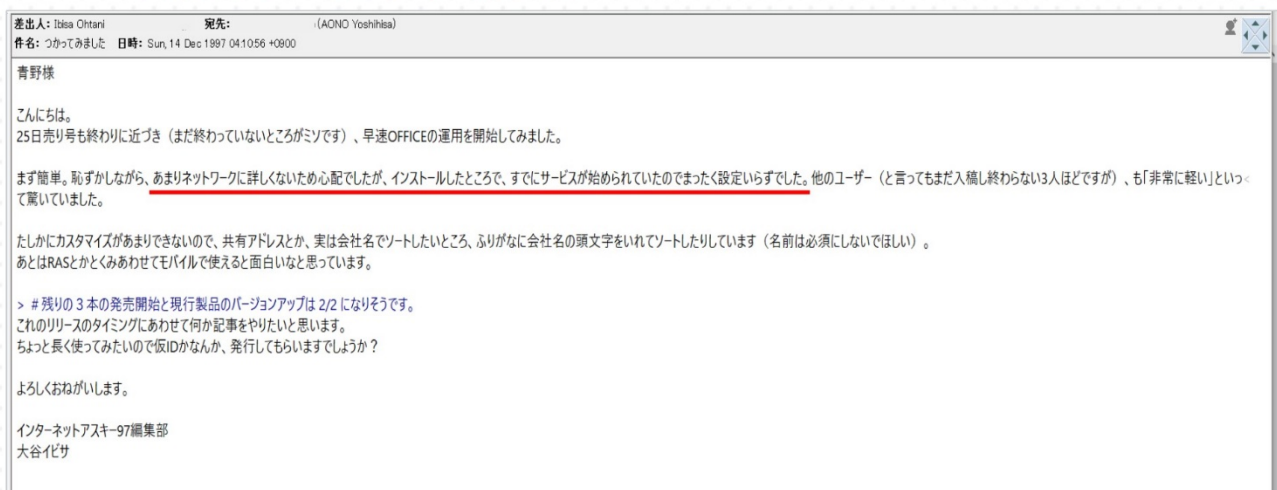 差出人: Ibisa Ohtani 宛先: (AONO Yoshihisa)
件名: つかってみました 日時: Sun, 14 Dec 1997 04:10:56 +0900
青野様
こんにちは。
25日売り号も終わりに近づき（まだ終わっていないところがミソです）、早速OFFICEの運用を開始してみました。
まず簡単。恥ずかしながら、あまりネットワークに詳しくないため心配でしたが、インストールしたところで、すでにサービスが始められていたのでまったく設定いらずでした。他のユーザー（と言ってもまだ入稿し終わらない3人ほどですが）、も「非常に軽い」といっ
て驚いていました。
たしかにカスタマイズがあまりできないので、共有アドレスとか、実は会社名でソートしたいところ、ふりがなに会社名の頭文字をいれてソートしたりしています（名前は必須にしないでほしい）。
あとはRASとかとくみあわせてモバイルで使えると面白いなと思っています。
> ＃残りの３本の発売開始と現行製品のバージョンアップは 2/2 になりそうです。
これのリリースのタイミングにあわせて何か記事をやりたいと思います。
ちょっと長く使ってみたいので仮IDかなんか、発行してもらいますでしょうか？
よろしくおねがいします。
インターネットアスキー97編集部
大谷イビサ